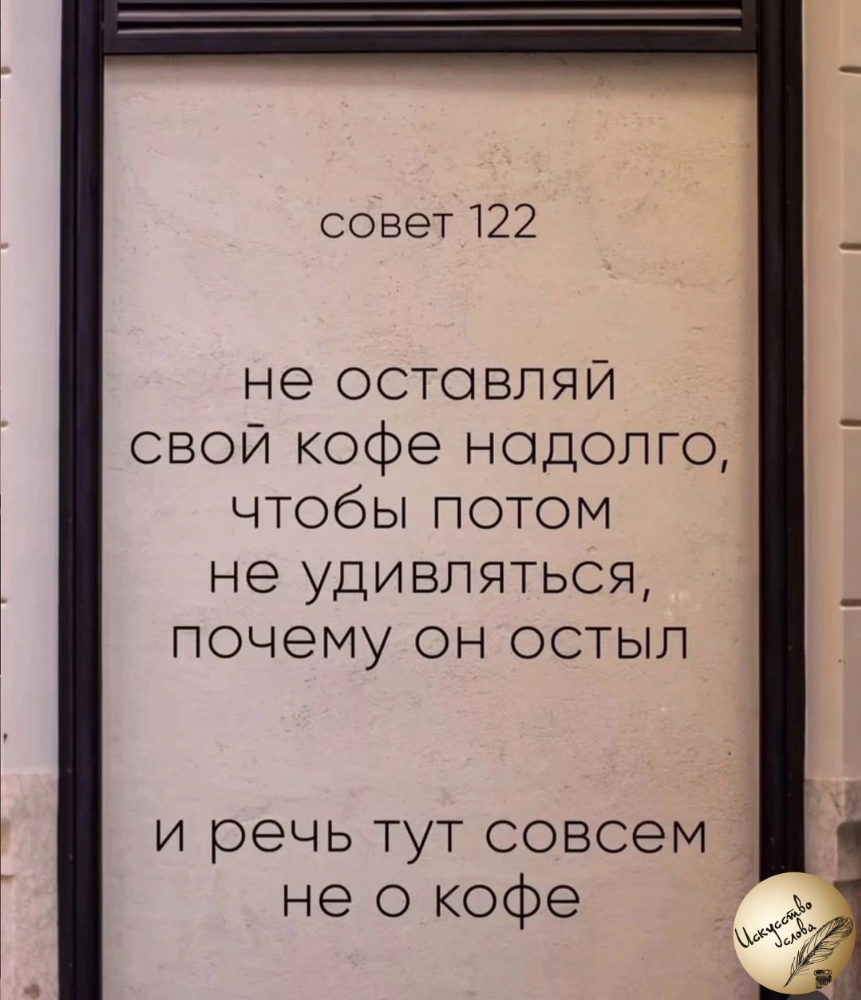 совет 122
не оставляй
свой кофе надолго,
чтобы потом
не удивляться,
почему он остыл
и речь тут совсем
не о кофе
Искусство
слова